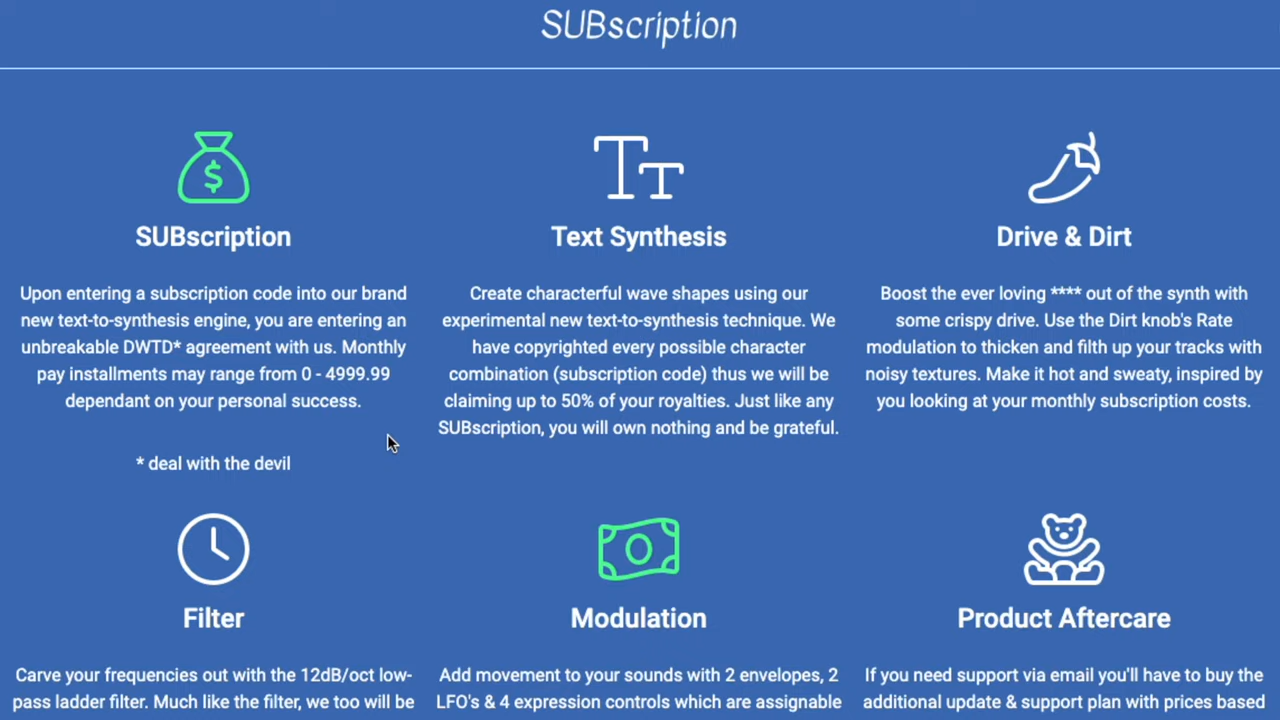 SUBscription
$
TT
SUBscription
Upon entering a subscription code into our brand
new text-to-synthesis engine, you are entering an
unbreakable DWTD* agreement with us. Monthly
pay installments may range from 0 - 4999.99
dependant on your personal success.
* deal with the devil
Text Synthesis
Create characterful wave shapes using our
experimental new text-to-synthesis technique. We
have copyrighted every possible character
combination (subscription code) thus we will be
claiming up to 50% of your royalties. Just like any
SUBscription, you will own nothing and be grateful.
Drive & Dirt
Boost the ever loving **** out of the synth with
some crispy drive. Use the Dirt knob's Rate
modulation to thicken and filth up your tracks with
noisy textures. Make it hot and sweaty, inspired by
you looking at your monthly subscription costs.
Filter
Carve your frequencies out with the 12dB/oct low-
pass ladder filter. Much like the filter, we too will be
Modulation
Add movement to your sounds with 2 envelopes, 2
LFO's & 4 expression controls which are assignable
Product Aftercare
If you need support via email you'll have to buy the
additional update & support plan with prices based